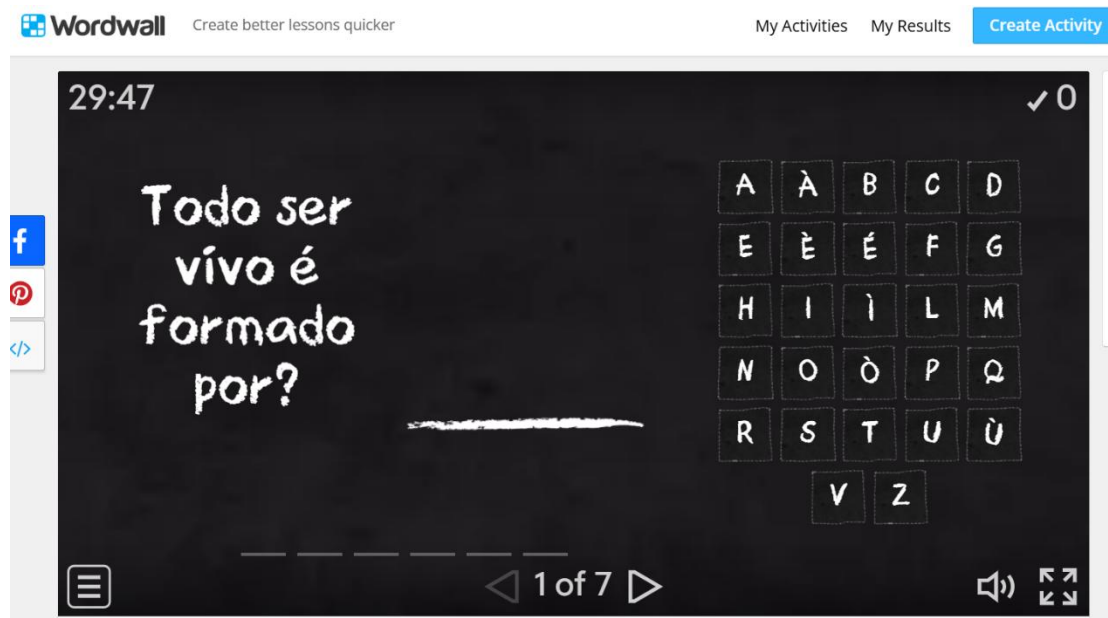 Wordwall Create better lessons quicker My Activities My Results Create Activity
29:47 ✓ 0
Todo ser
vivo é
formado
por?
A À B C D
E È É F G
H I Ì L M
N O Ò P Q
R S T U Ù
V Z
1 of 7